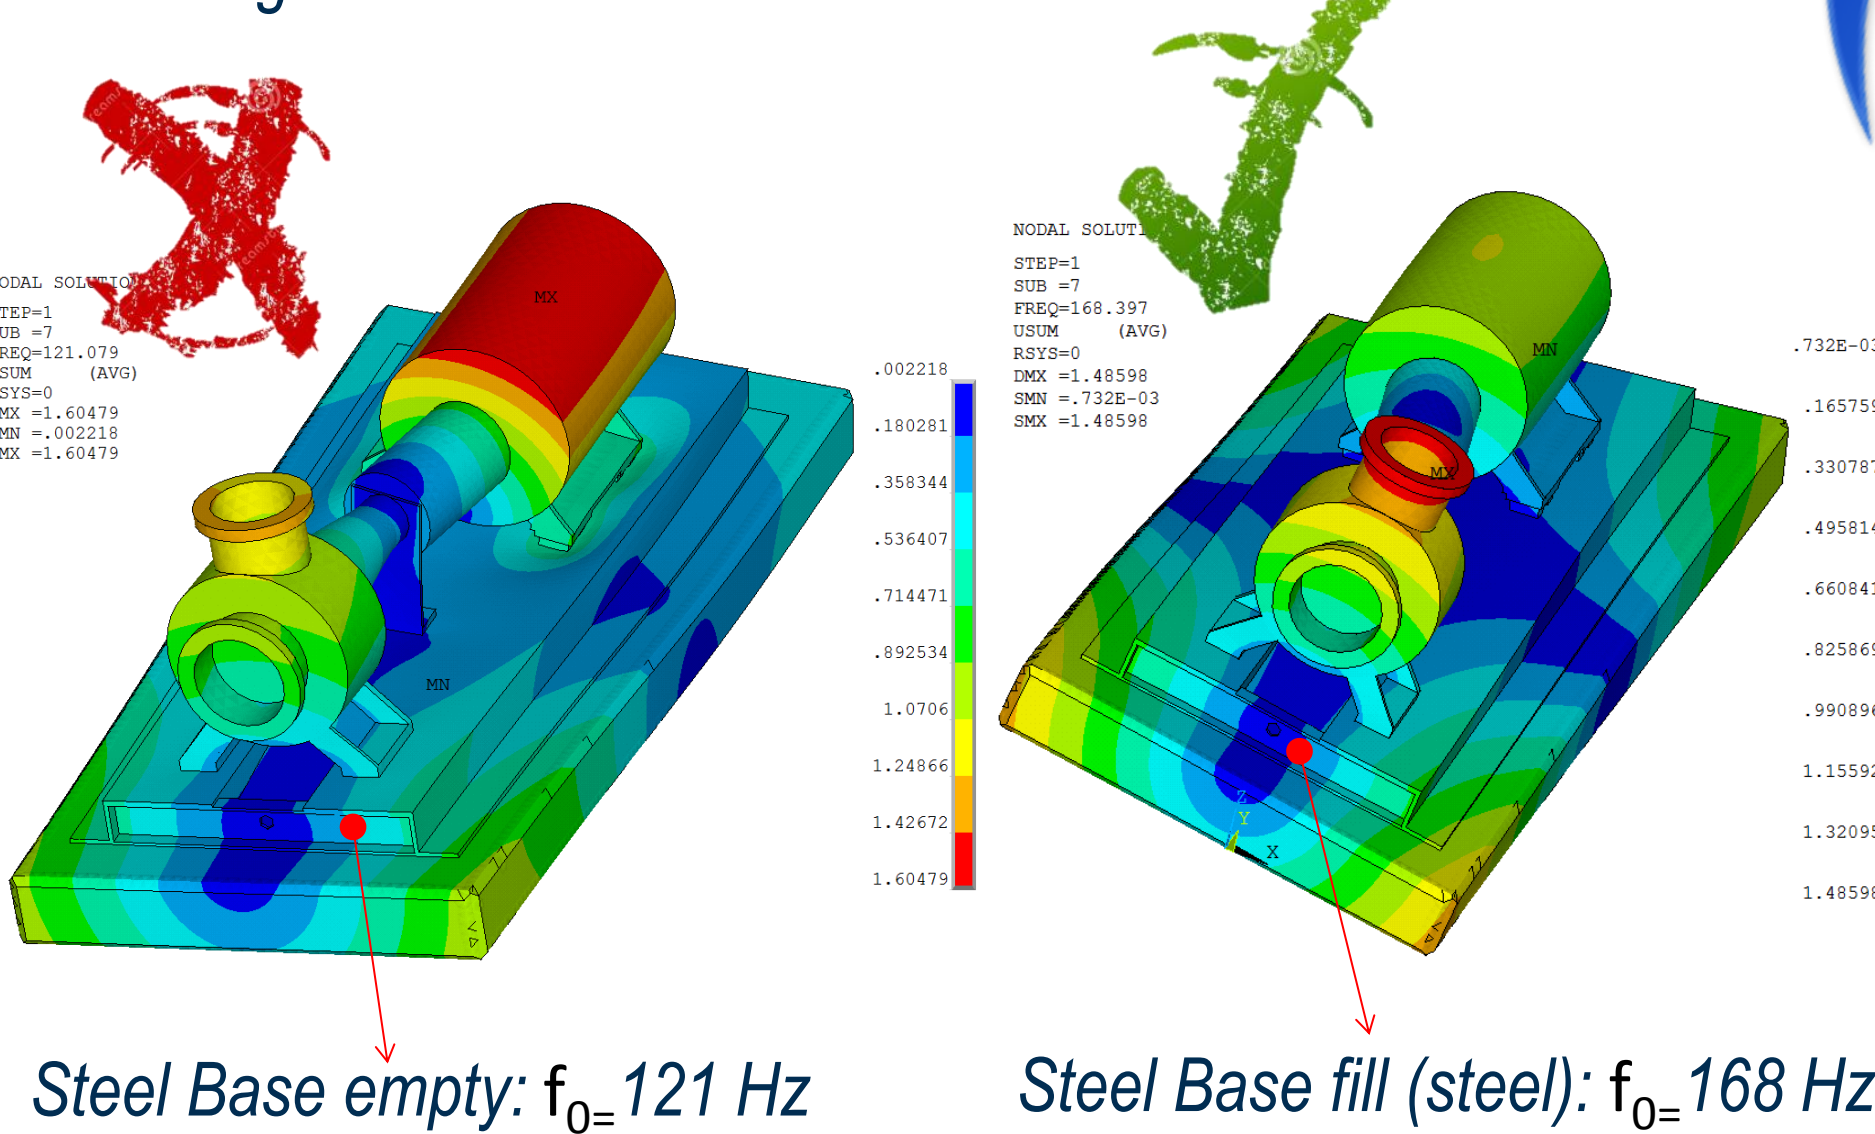 g
ODAL SOLUTION
TEP=1
UB =7
REQ=121.079
SUM (AVG)
SYS=0
MX =1.60479
MN =.002218
MX =1.60479
MX
MN
.002218
.180281
.358344
.536407
.714471
.892534
1.0706
1.24866
1.42672
1.60479
Steel Base empty: f0=121 Hz
NODAL SOLUTI
STEP=1
SUB =7
FREQ=168.397
USUM (AVG)
RSYS=0
DMX =1.48598
SMN =.732E-03
SMX =1.48598
MN
MX
Z
Y
X
.732E-03
.165759
.330787
.495814
.660841
.825869
.990896
1.15592
1.32095
1.48598
Steel Base fill (steel): f0=168 Hz